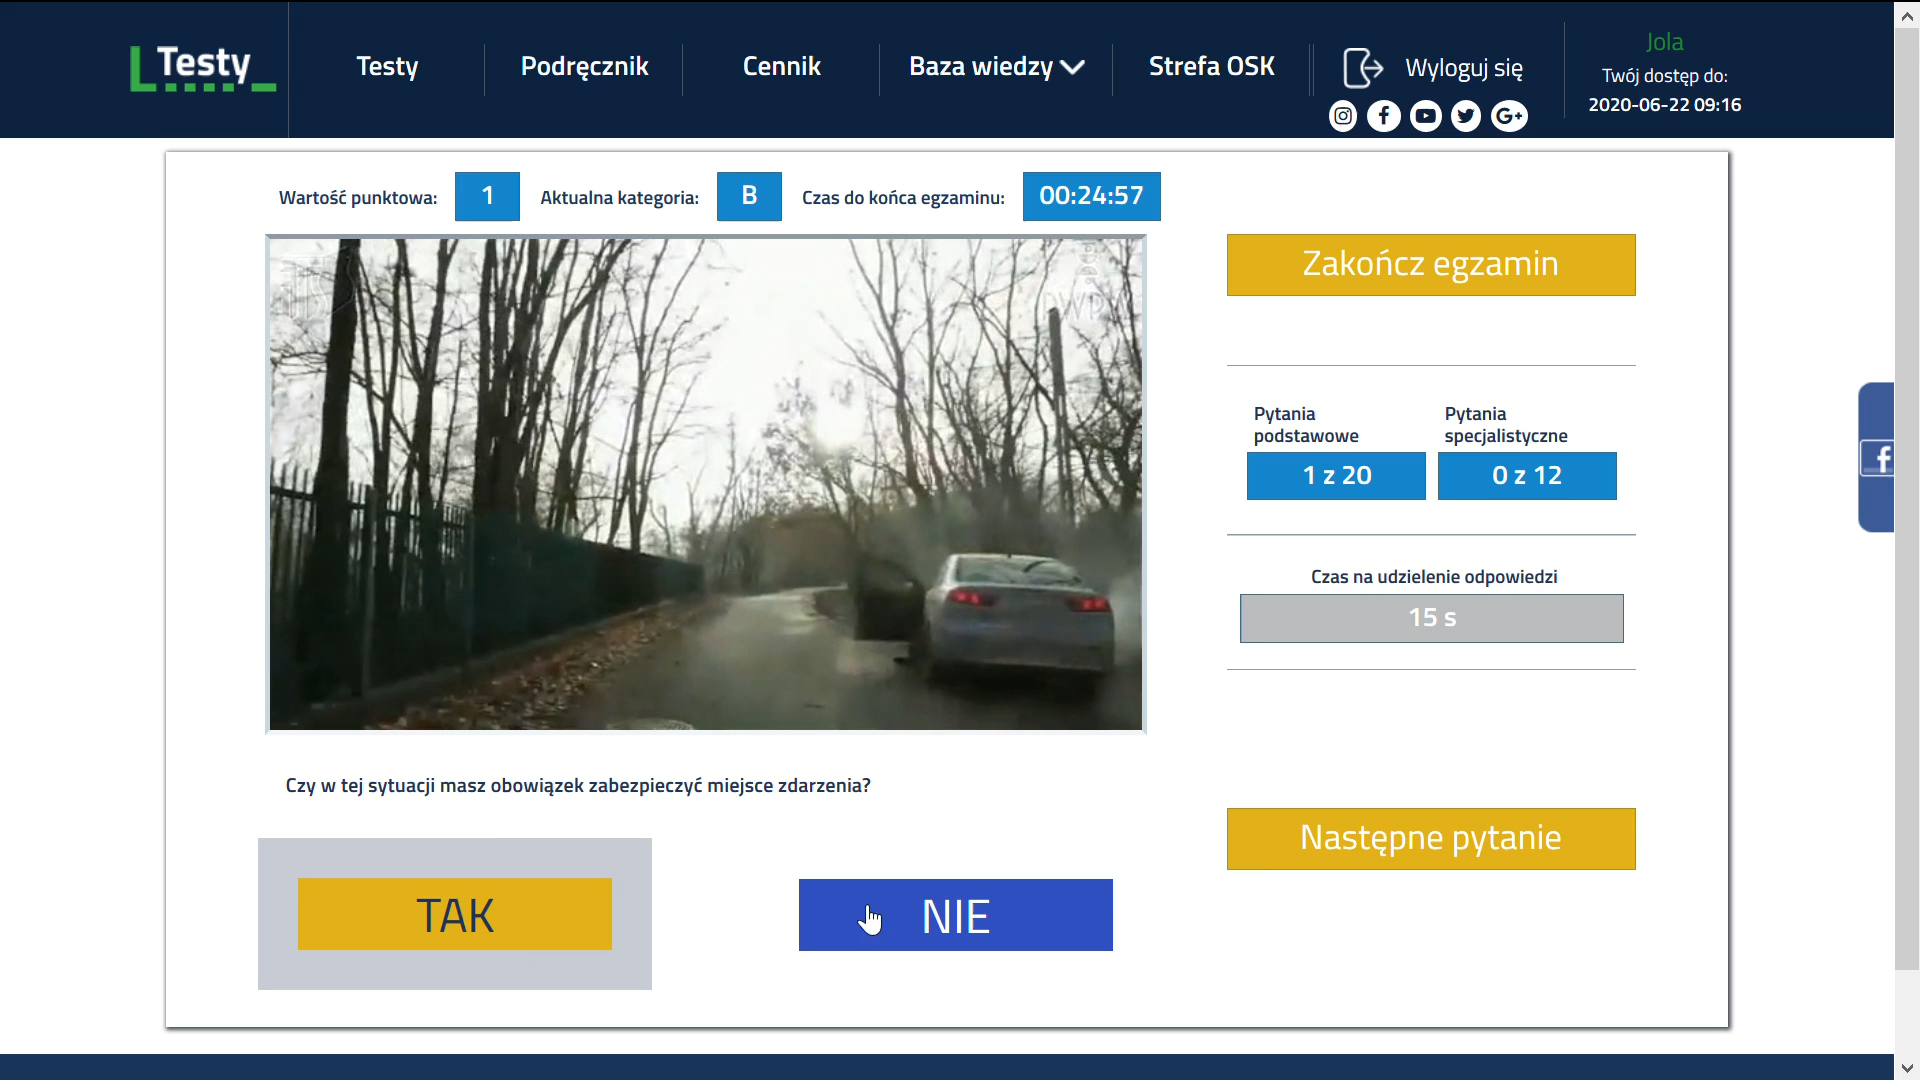 Testy
Testy
Podręcznik
Cennik
Baza wiedzy
Strefa OSK
Wyloguj się
Jola
Twój dostęp do:
2020-06-22 09:16
Wartość punktowa:
1
Aktualna kategoria:
B
Czas do końca egzaminu:
00:24:57
Zakończ egzamin
Pytania podstawowe
1 z 20
Pytania specjalistyczne
0 z 12
Czas na udzielenie odpowiedzi
15 s
Czy w tej sytuacji masz obowiązek zabezpieczyć miejsce zdarzenia?
TAK
NIE
Następne pytanie